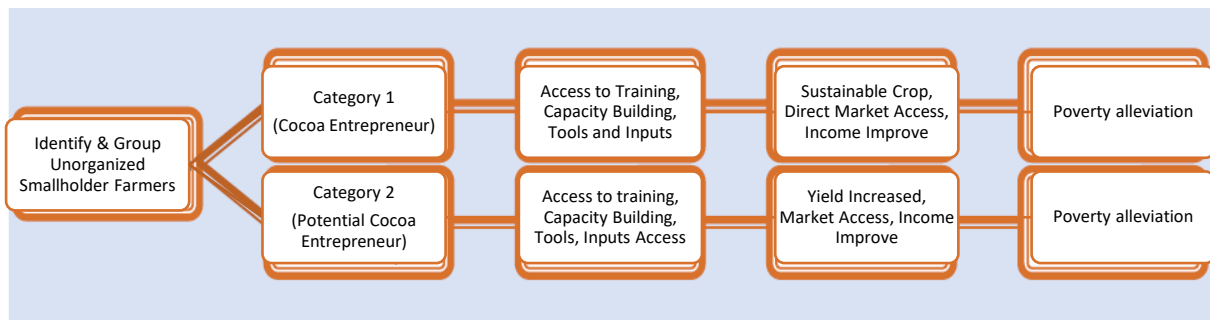 Identify & Group
Unorganized
Smallholder Farmers
Category 1
(Cocoa Entrepreneur)
Access to Training,
Capacity Building,
Tools and Inputs
Sustainable Crop,
Direct Market Access,
Income Improve
Poverty alleviation
Category 2
(Potential Cocoa
Entrepreneur)
Access to training,
Capacity Building,
Tools, Inputs Access
Yield Increased,
Market Access, Income
Improve
Poverty alleviation